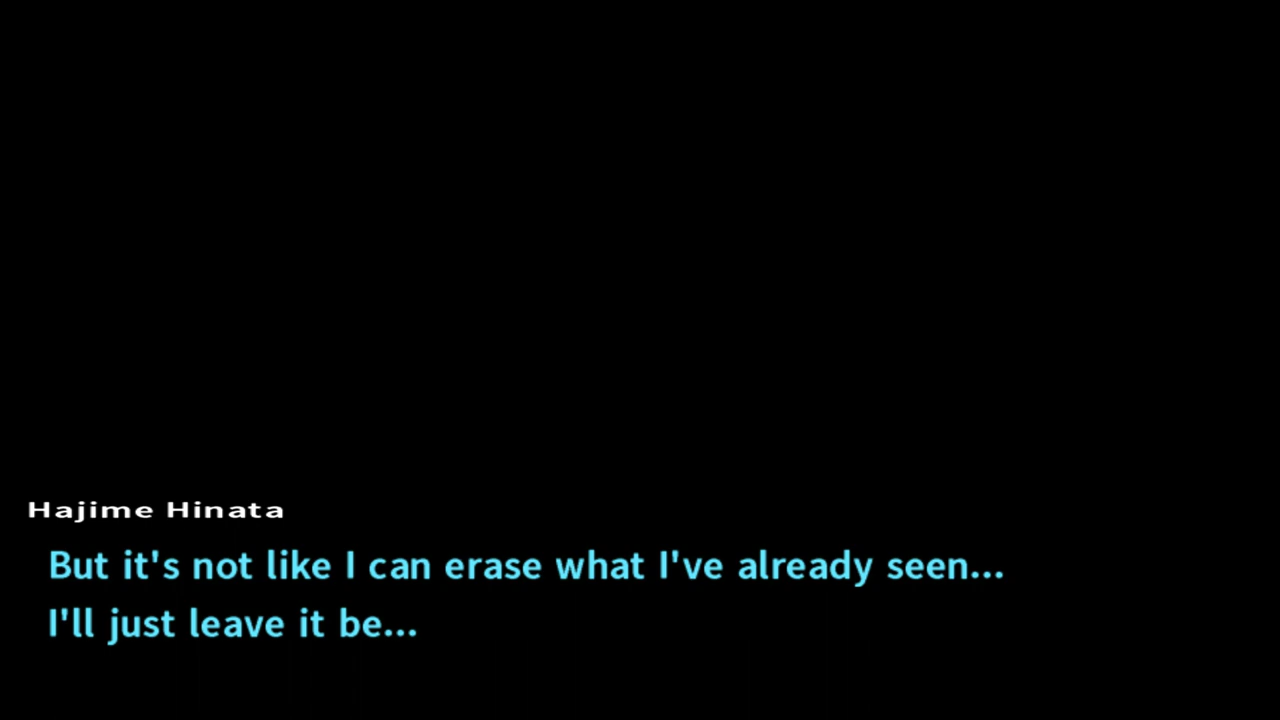 Hajime Hinata
But it's not like I can erase what I've already seen...
I'll just leave it be...